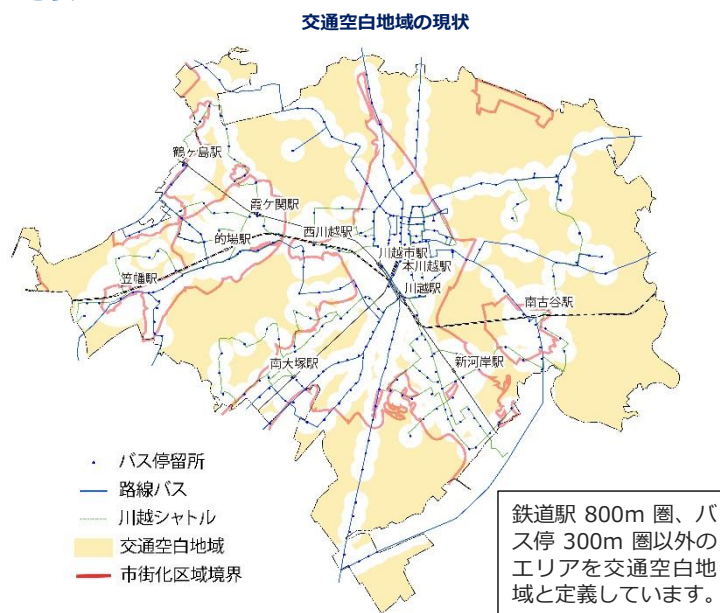 交通空白地域の現状
鶴ヶ島駅
霞ケ関駅
西川越駅
的場駅
川越市駅
本川越駅
笠幡駅
川越駅
南古谷駅
南大塚駅
新河岸駅
バス停留所
路線バス
川越シャトル
交通空白地域
市街化区域境界
鉄道駅 800m 圏、バ
ス停 300m 圏以外の
エリアを交通空白地
域と定義しています。